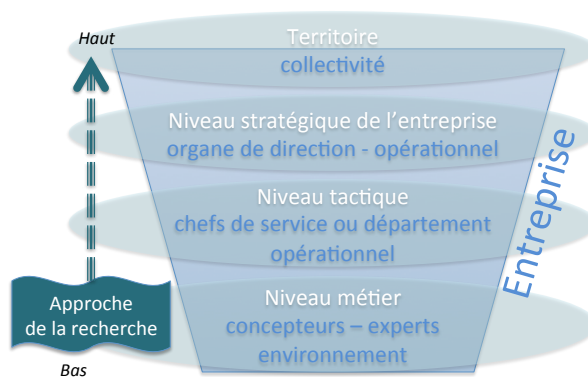 Haut
Territoire
collectivité
Niveau stratégique de l'entreprise
organe de direction - opérationnel
Niveau tactique
chefs de service ou département
opérationnel
Entreprise
Approche
de la recherche
Niveau métier
concepteurs – experts
environnement
Bas